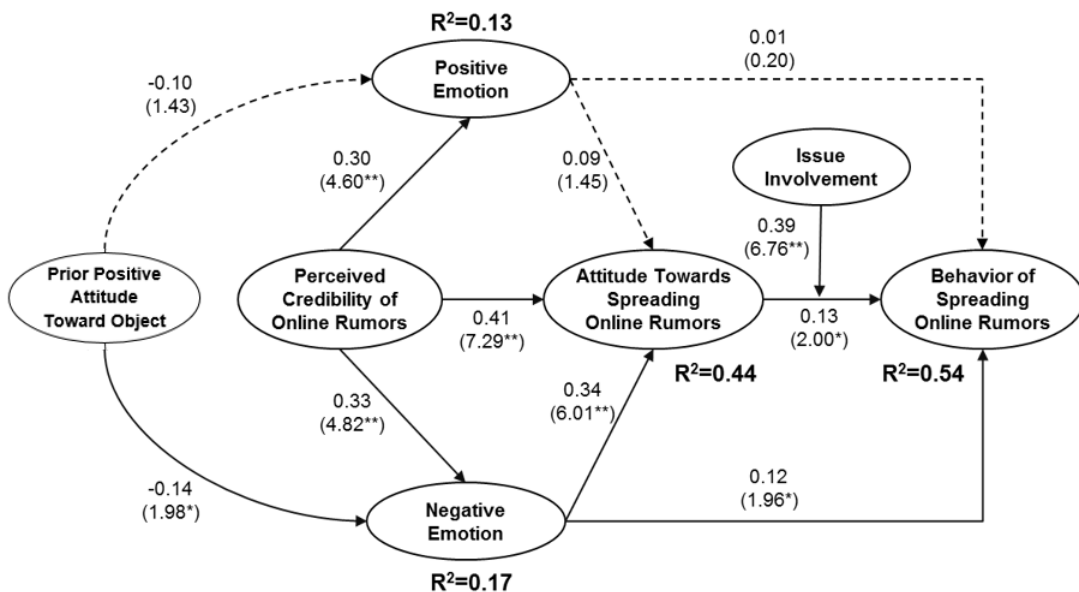 R²=0.13
Positive
Emotion
0.01
(0.20)
-0.10
(1.43)
0.30
(4.60**)
0.09
(1.45)
Issue
Involvement
0.39
(6.76**)
Prior Positive
Attitude
Toward Object
Perceived
Credibility of
Online Rumors
0.41
(7.29**)
Attitude Towards
Spreading
Online Rumors
R²=0.44
0.13
(2.00*)
Behavior of
Spreading
Online Rumors
R²=0.54
0.33
(4.82**)
0.34
(6.01**)
-0.14
(1.98*)
Negative
Emotion
R²=0.17
0.12
(1.96*)